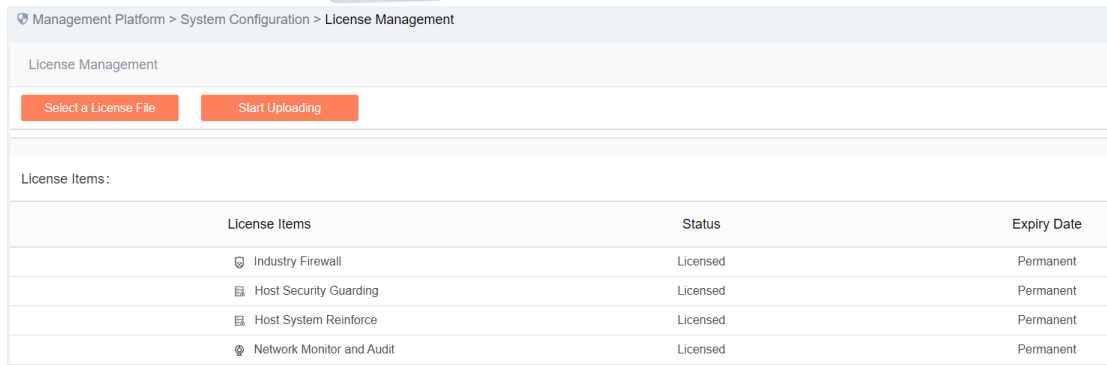 Management Platform > System Configuration > License Management
License Management
Select a License File Start Uploading
License Items:
License Items Status Expiry Date
Industry Firewall Licensed Permanent
Host Security Guarding Licensed Permanent
Host System Reinforce Licensed Permanent
Network Monitor and Audit Licensed Permanent